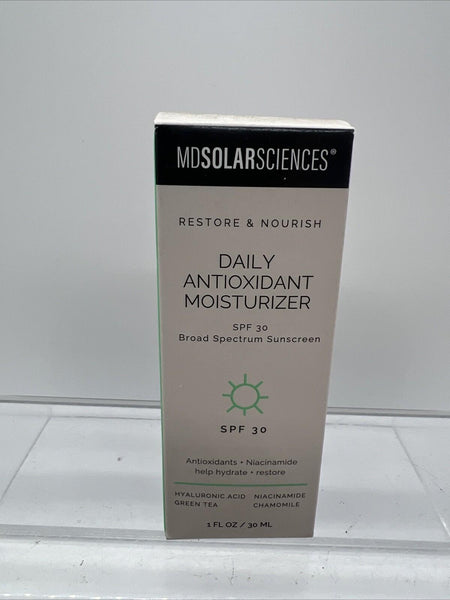 MDSOLARSCIENCES®
RESTORE & NOURISH
DAILY
ANTIOXIDANT
MOISTURIZER
SPF 30
Broad Spectrum Sunscreen
SPF 30
Antioxidants • Niacinamide
help hydrate • restore
HYALURONIC ACID NIACINAMIDE
GREEN TEA CHAMOMILE
1 FL OZ / 30 ML